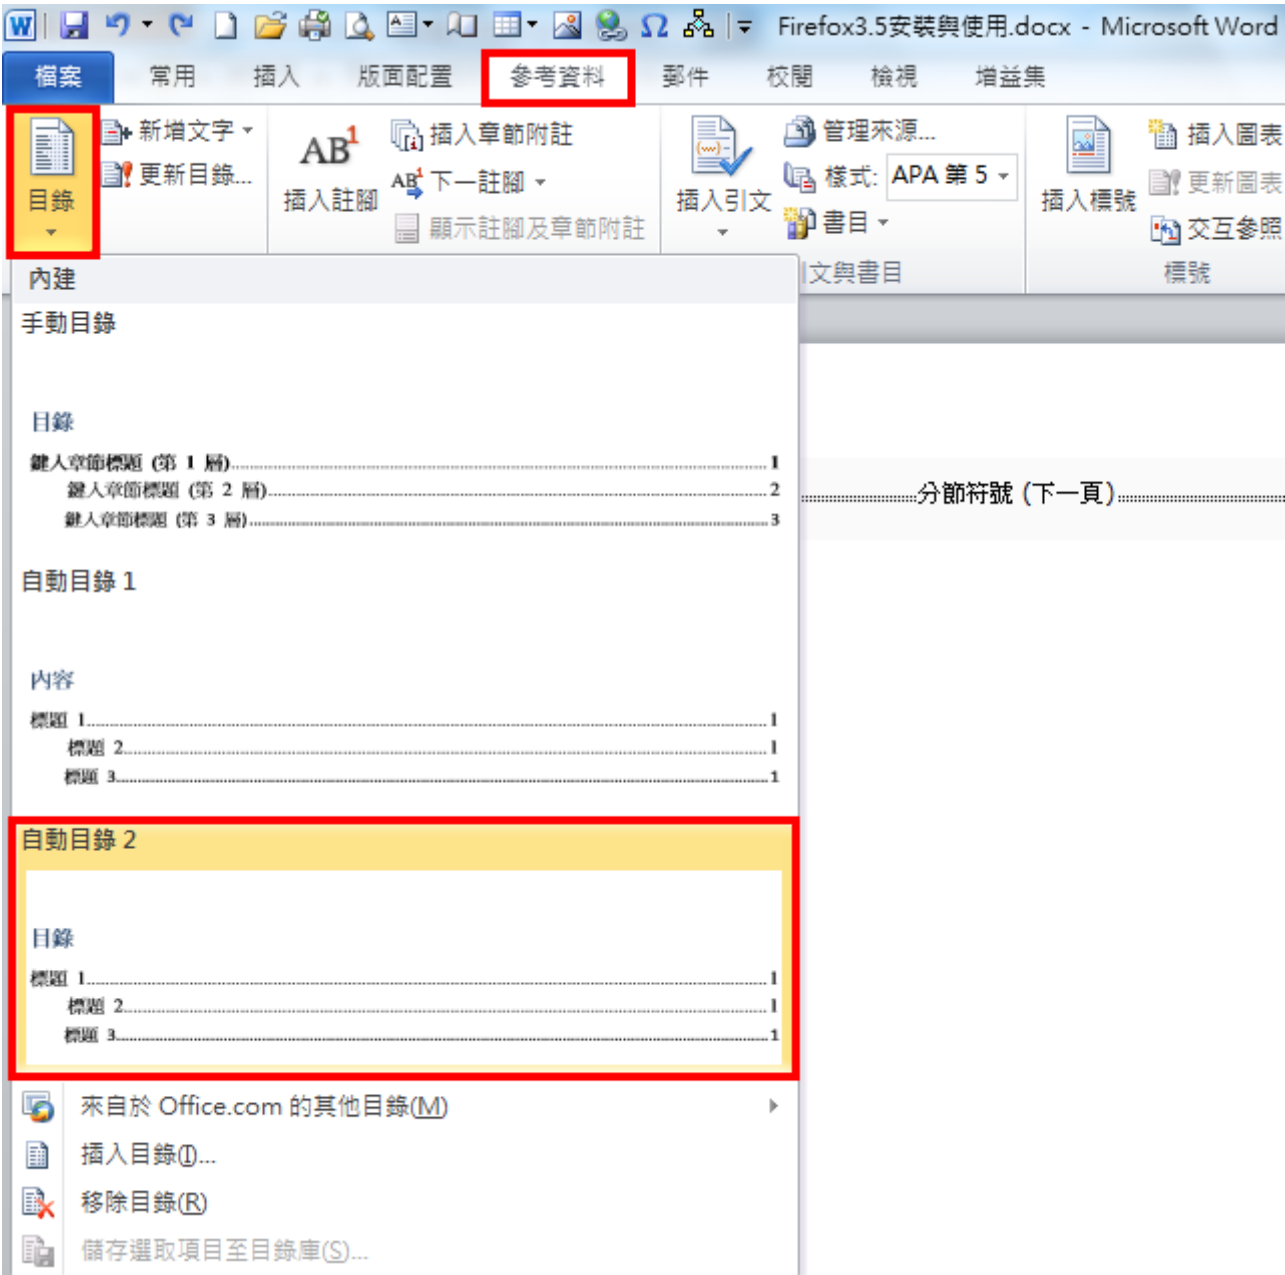 Firefox3.5安裝與使用.docx - Microsoft Word
檔案 常用 插入 版面配置 參考資料 郵件 校閱 檢視 增益集
目錄
新增文字
更新目錄...
AB1
插入註腳
插入章節附註
AB1 下一註腳
顯示註腳及章節附註
插入引文
管理來源...
樣式: APA 第 5
書目
文與書目
插入標號
插入圖表
更新圖表
交互參照
標號
內建
手動目錄
目錄
鍵入章節標題 (第 1 層)........1
鍵入章節標題 (第 2 層)........2
鍵入章節標題 (第 3 層)........3
自動目錄 1
內容
標題 1........1
標題 2........1
標題 3........1
自動目錄 2
目錄
標題 1........1
標題 2........1
標題 3........1
來自於 Office.com 的其他目錄(M)
插入目錄(I)...
移除目錄(R)
儲存選取項目至目錄庫(S)...
分節符號 (下一頁)